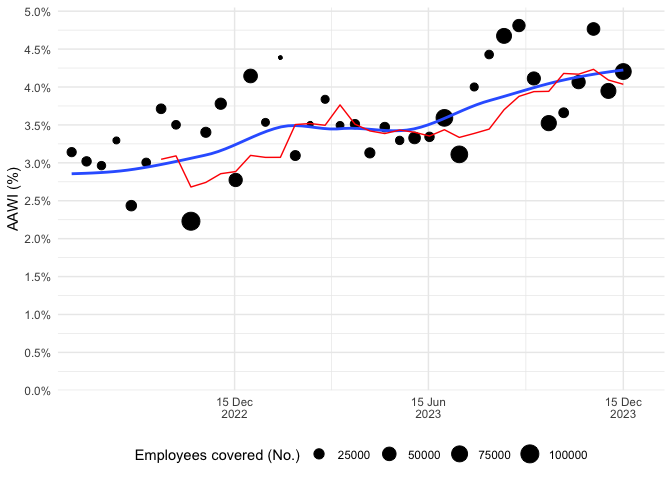 5.0%
4.5%
4.0%
3.5%
3.0%
2.5%
2.0%
1.5%
1.0%
0.5%
0.0%
AAWI (%)
15 Dec
2022
15 Jun
2023
15 Dec
2023
Employees covered (No.) 25000 50000 75000 100000